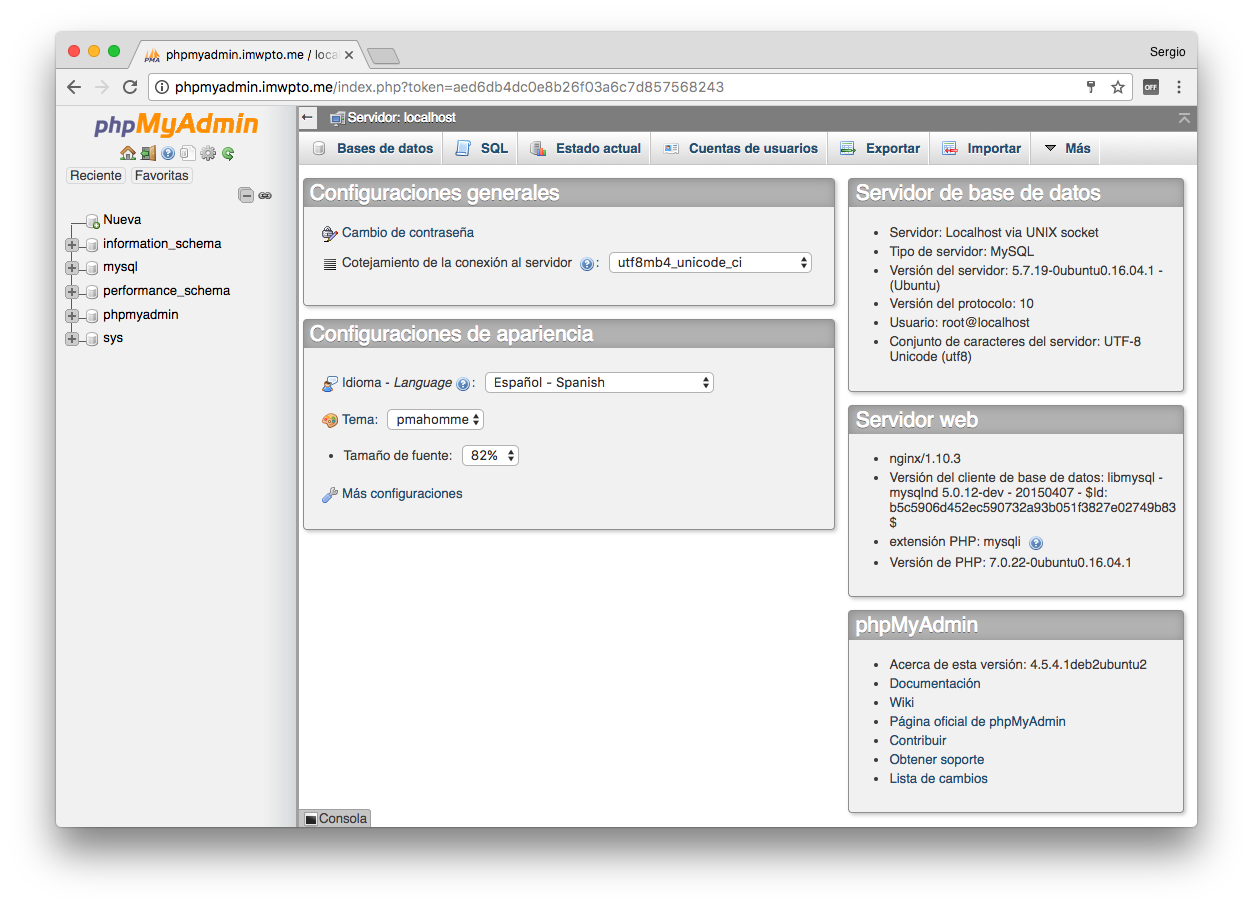 Sergio
phpmyadmin.imwpto.me / loca
phpmyadmin.imwpto.me/index.php?token=aed6db4dc0e8b26f03a6c7d857568243
OFF
phpMyAdmin
Reciente Favoritas
Nueva
information_schema
mysql
performance_schema
phpmyadmin
sys
Servidor: localhost
Bases de datos SQL Estado actual Cuentas de usuarios Exportar Importar Más
Configuraciones generales
Cambio de contraseña
Cotejamiento de la conexión al servidor : utf8mb4_unicode_ci
Configuraciones de apariencia
Idioma - Language : Español - Spanish
Tema: pmahomme
• Tamaño de fuente: 82%
Más configuraciones
Servidor de base de datos
• Servidor: Localhost via UNIX socket
• Tipo de servidor: MySQL
• Versión del servidor: 5.7.19-0ubuntu0.16.04.1 -
(Ubuntu)
• Versión del protocolo: 10
• Usuario: root@localhost
• Conjunto de caracteres del servidor: UTF-8
Unicode (utf8)
Servidor web
• nginx/1.10.3
• Versión del cliente de base de datos: libmysql -
mysqlnd 5.0.12-dev - 20150407 - $Id:
b5c5906d452ec590732a93b051f3827e02749b83
$
• extensión PHP: mysqli
• Versión de PHP: 7.0.22-0ubuntu0.16.04.1
phpMyAdmin
• Acerca de esta versión: 4.5.4.1deb2ubuntu2
• Documentación
• Wiki
• Página oficial de phpMyAdmin
• Contribuir
• Obtener soporte
• Lista de cambios
Consola